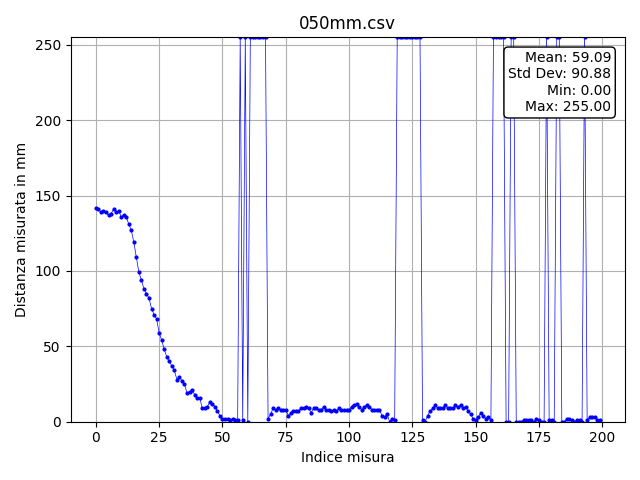 050mm.csv
Mean: 59.09
Std Dev: 90.88
Min: 0.00
Max: 255.00
Distanza misurata in mm
250
200
150
100
50
0
0 25 50 75 100 125 150 175 200
Indice misura